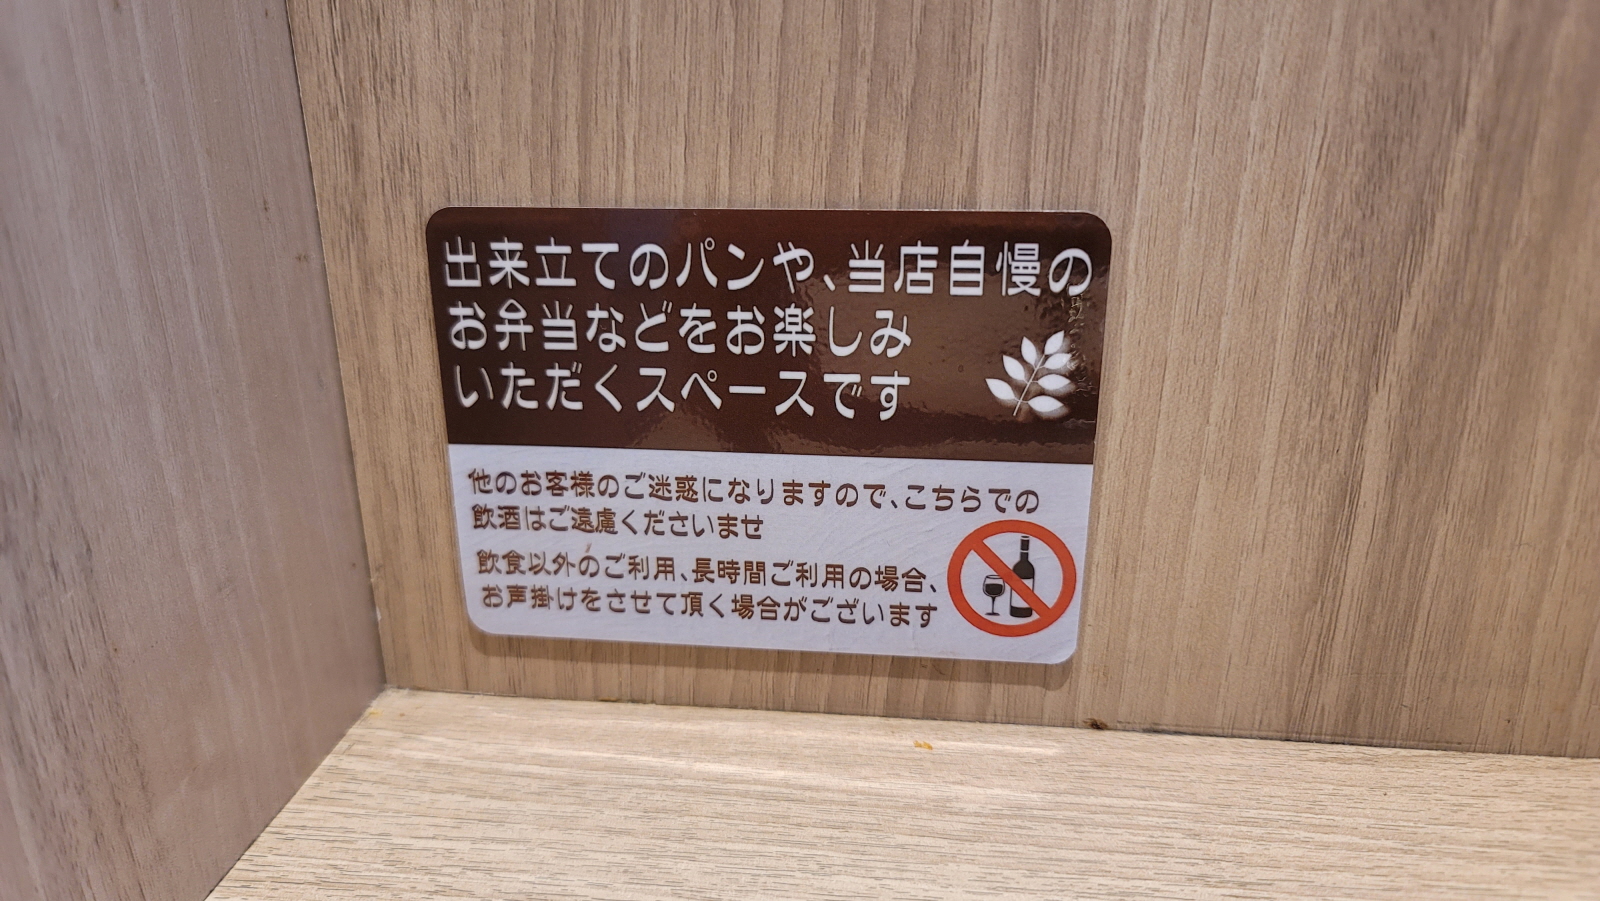 出来立てのパンや、当店自慢の
お弁当などをお楽しみ
いただくスペースです
他のお客様のご迷惑になりますので、こちらでの
飲酒はご遠慮くださいませ
飲食以外のご利用、長時間ご利用の場合、
お声掛けをさせて頂く場合がございます